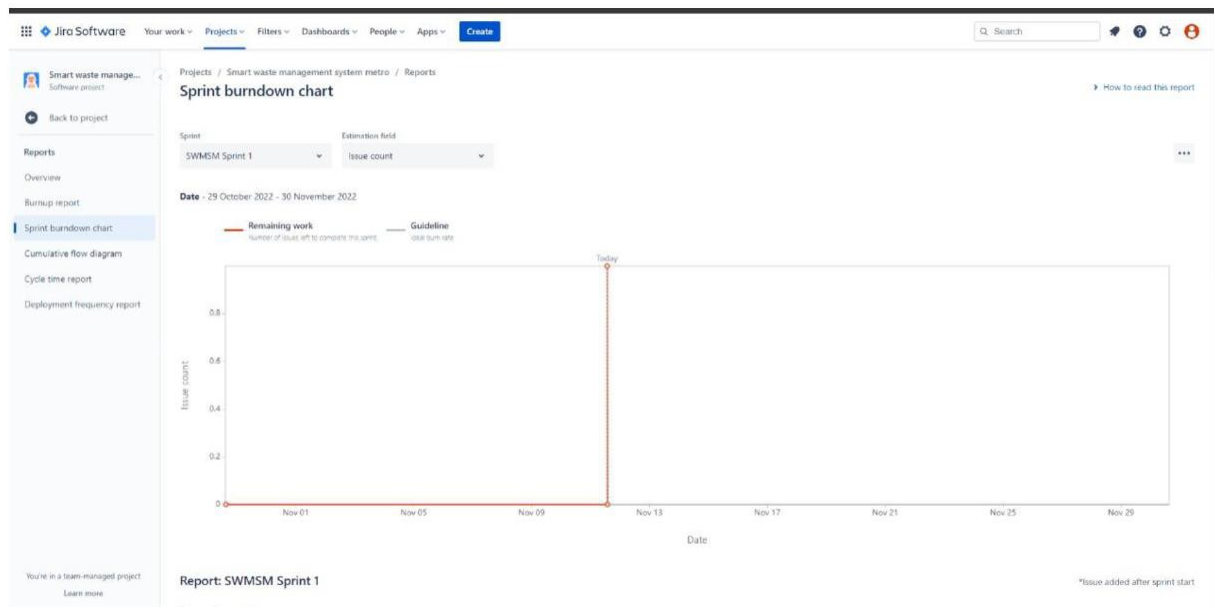 Jira Software Your work Projects Filters Dashboards People Apps Create Search
Smart waste manage...
Software project
Back to project
Reports
Overview
Burnup report
Sprint burndown chart
Cumulative flow diagram
Cycle time report
Deployment frequency report
You're in a team-managed project
Learn more
Projects / Smart waste management system metro / Reports
Sprint burndown chart
How to read this report
Sprint Estimation field
SWMSM Sprint 1 Issue count
Date - 29 October 2022 - 30 November 2022
Remaining work Guideline
Number of issues left to complete the sprint Ideal burn rate
Today
0.8
0.6
0.4
0.2
0
Issue count
Nov 01 Nov 05 Nov 09 Nov 13 Nov 17 Nov 21 Nov 25 Nov 29
Date
Report: SWMSM Sprint 1
*Issue added after sprint start